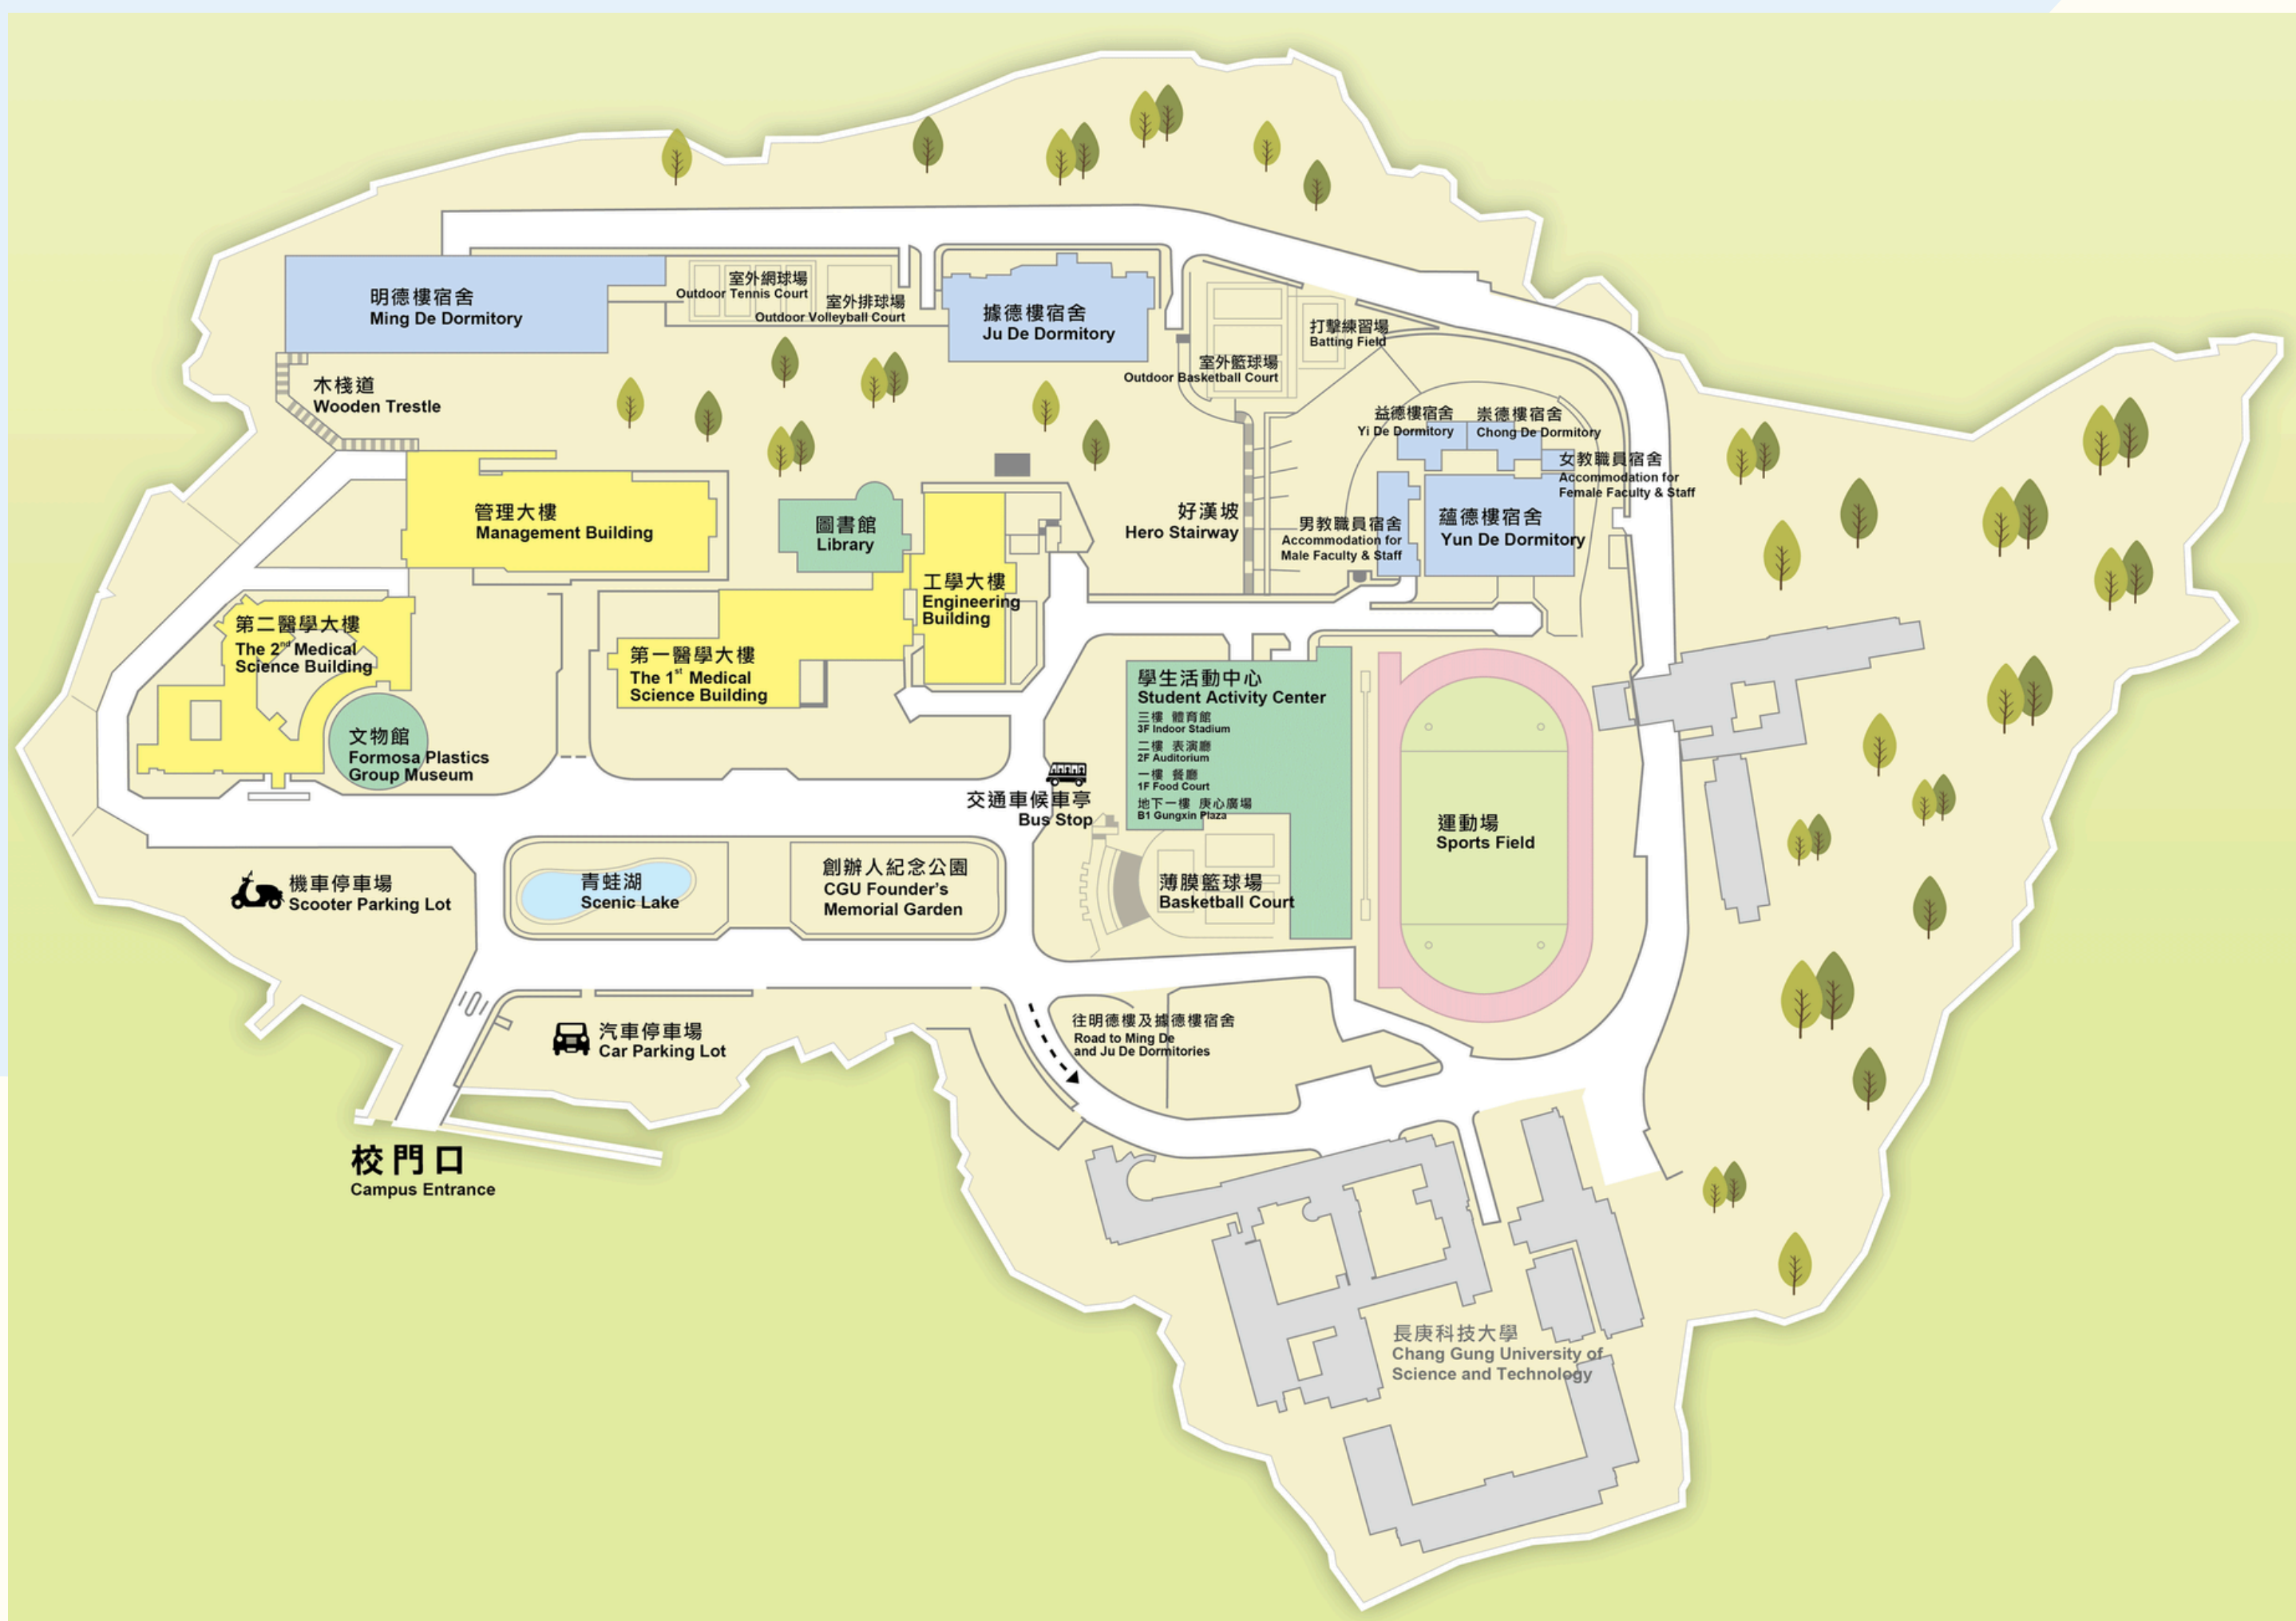 明德樓宿舍
Ming De Dormitory
室外網球場
Outdoor Tennis Court
室外排球場
Outdoor Volleyball Court
據德樓宿舍
Ju De Dormitory
打擊練習場
Batting Field
室外籃球場
Outdoor Basketball Court
木棧道
Wooden Trestle
益德樓宿舍
Yi De Dormitory
崇德樓宿舍
Chong De Dormitory
女教職員宿舍
Accommodation for
Female Faculty & Staff
管理大樓
Management Building
圖書館
Library
好漢坡
Hero Stairway
男教職員宿舍
Accommodation for
Male Faculty & Staff
蘊德樓宿舍
Yun De Dormitory
工學大樓
Engineering
Building
第二醫學大樓
The 2nd Medical
Science Building
第一醫學大樓
The 1st Medical
Science Building
學生活動中心
Student Activity Center
三樓 體育館
3F Indoor Stadium
二樓 表演廳
2F Auditorium
一樓 餐廳
1F Food Court
地下一樓 庚心廣場
B1 Gungxin Plaza
文物館
Formosa Plastics
Group Museum
交通車候車亭
Bus Stop
運動場
Sports Field
機車停車場
Scooter Parking Lot
青蛙湖
Scenic Lake
創辦人紀念公園
CGU Founder's
Memorial Garden
薄膜籃球場
Basketball Court
汽車停車場
Car Parking Lot
往明德樓及據德樓宿舍
Road to Ming De
and Ju De Dormitories
校門口
Campus Entrance
長庚科技大學
Chang Gung University of
Science and Technology